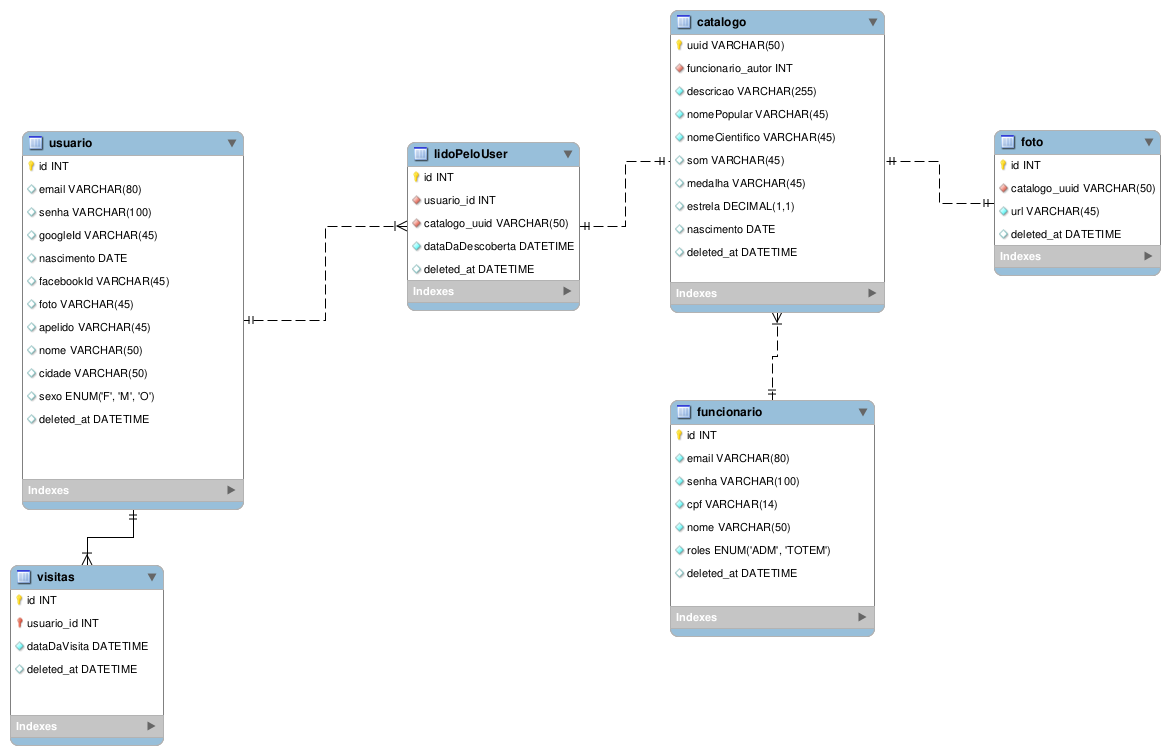 catalogo
uuid VARCHAR(50)
funcionario_autor INT
descricao VARCHAR(255)
nomePopular VARCHAR(45)
nomeCientifico VARCHAR(45)
som VARCHAR(45)
medalha VARCHAR(45)
estrela DECIMAL(1,1)
nascimento DATE
deleted_at DATETIME
Indexes
usuario
id INT
email VARCHAR(80)
senha VARCHAR(100)
googleId VARCHAR(45)
nascimento DATE
facebookId VARCHAR(45)
foto VARCHAR(45)
apelido VARCHAR(45)
nome VARCHAR(50)
cidade VARCHAR(50)
sexo ENUM('F', 'M', 'O')
deleted_at DATETIME
Indexes
lidoPeloUser
id INT
usuario_id INT
catalogo_uuid VARCHAR(50)
dataDaDescoberta DATETIME
deleted_at DATETIME
Indexes
foto
id INT
catalogo_uuid VARCHAR(50)
url VARCHAR(45)
deleted_at DATETIME
Indexes
funcionario
id INT
email VARCHAR(80)
senha VARCHAR(100)
cpf VARCHAR(14)
nome VARCHAR(50)
roles ENUM('ADM', 'TOTEM')
deleted_at DATETIME
Indexes
visitas
id INT
usuario_id INT
dataDaVisita DATETIME
deleted_at DATETIME
Indexes